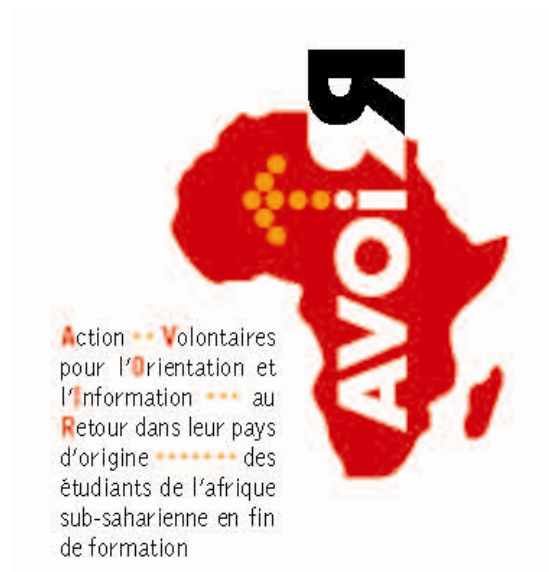 AVOIR
Action Volontaires
pour l'Orientation et
l'Information au
Retour dans leur pays
d'origine des
étudiants de l'afrique
sub-saharienne en fin
de formation